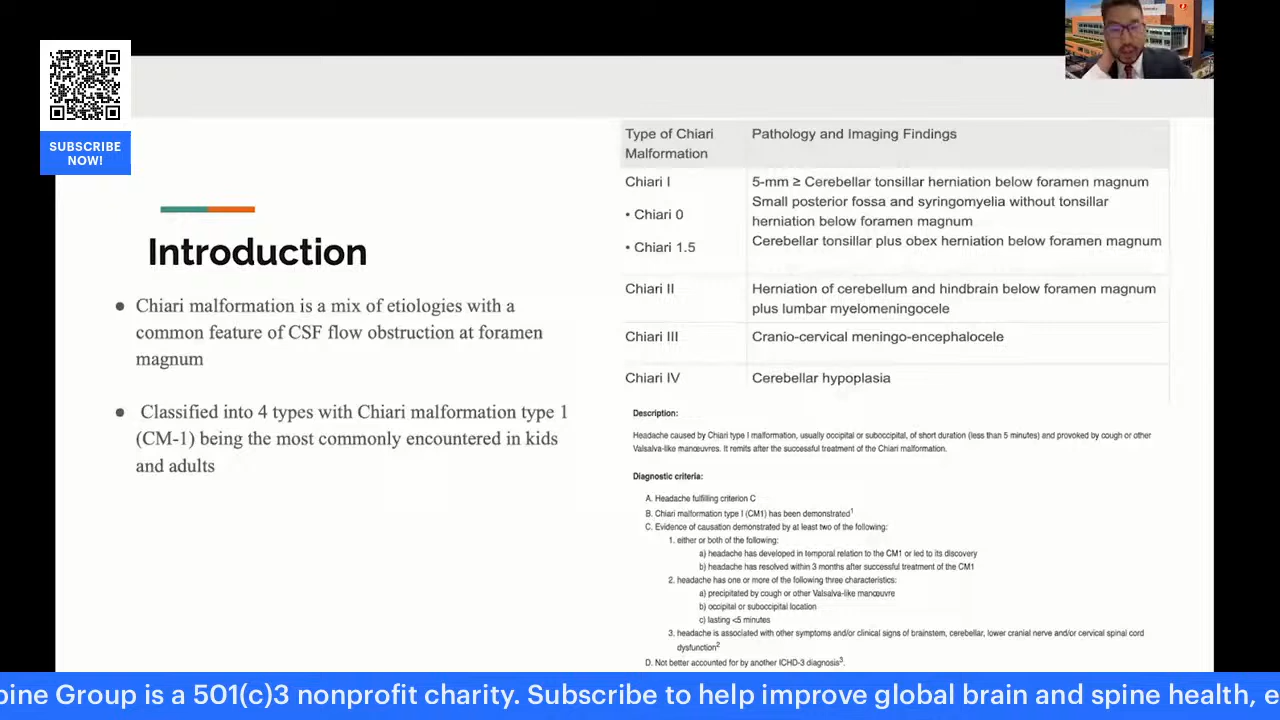 SUBSCRIBE
NOW!
Introduction
● Chiari malformation is a mix of etiologies with a
common feature of CSF flow obstruction at foramen
magnum
● Classified into 4 types with Chiari malformation type 1
(CM-1) being the most commonly encountered in kids
and adults
Type of Chiari Malformation | Pathology and Imaging Findings
Chiari I | 5-mm ≥ Cerebellar tonsillar herniation below foramen magnum
• Chiari 0 | Small posterior fossa and syringomyelia without tonsillar
herniation below foramen magnum
• Chiari 1.5 | Cerebellar tonsillar plus obex herniation below foramen magnum
Chiari II | Herniation of cerebellum and hindbrain below foramen magnum
plus lumbar myelomeningocele
Chiari III | Cranio-cervical meningo-encephalocele
Chiari IV | Cerebellar hypoplasia
Description:
Headache caused by Chiari type I malformation, usually occipital or suboccipital, of short duration (less than 5 minutes) and provoked by cough or other
Valsalva-like manœuvres. It remits after the successful treatment of the Chiari malformation.
Diagnostic criteria:
A. Headache fulfilling criterion C
B. Chiari malformation type I (CM1) has been demonstrated1
C. Evidence of causation demonstrated by at least two of the following:
1. either or both of the following:
a) headache has developed in temporal relation to the CM1 or led to its discovery
b) headache has resolved within 3 months after successful treatment of the CM1
2. headache has one or more of the following three characteristics:
a) precipitated by cough or other Valsalva-like manœuvre
b) occipital or suboccipital location
c) lasting <5 minutes
3. headache is associated with other symptoms and/or clinical signs of brainstem, cerebellar, lower cranial nerve and/or cervical spinal cord
dysfunction2
D. Not better accounted for by another ICHD-3 diagnosis3.
pine Group is a 501(c)3 nonprofit charity. Subscribe to help improve global brain and spine health, e